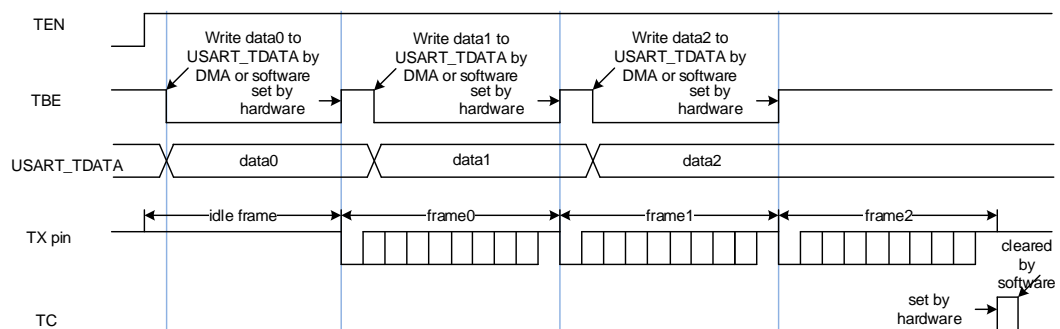 TEN
Write data0 to
USART_TDATA by
DMA or software
Write data1 to
USART_TDATA by
DMA or software
Write data2 to
USART_TDATA by
DMA or software
TBE
set by
hardware
set by
hardware
set by
hardware
USART_TDATA
data0
data1
data2
idle frame
frame0
frame1
frame2
TX pin
cleared
by
software
set by
hardware
TC